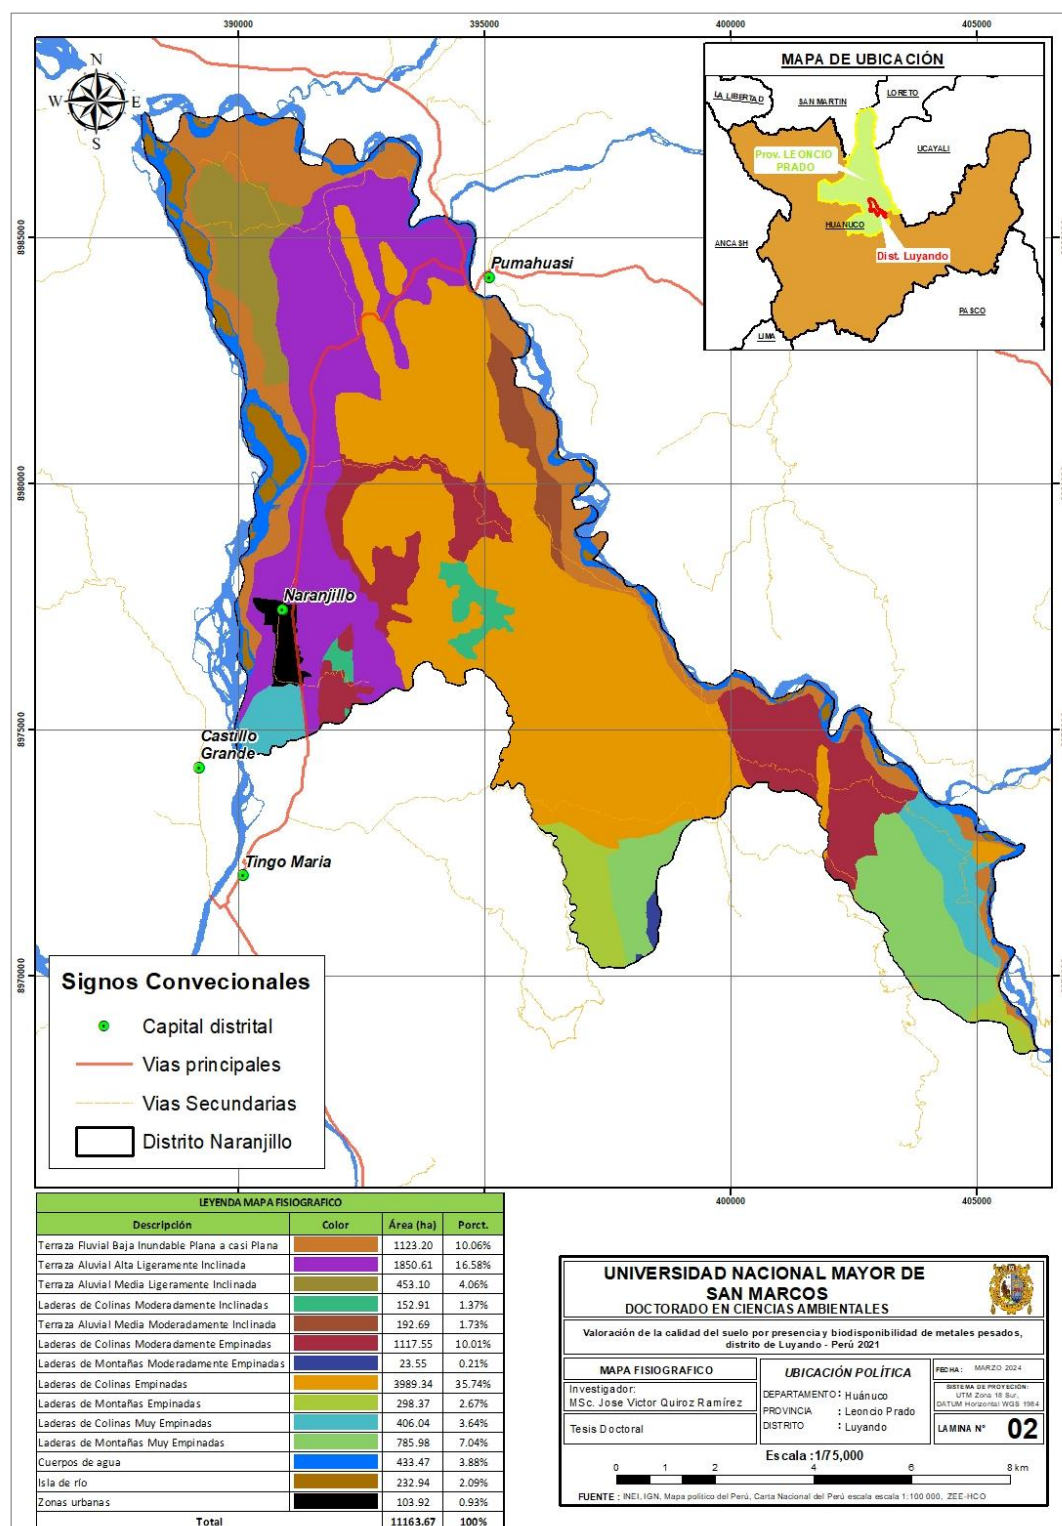 390000 395000 400000 405000
N
W E
S
MAPA DE UBICACIÓN
LA LIBERTAD
SAN MARTIN
LORETO
UCAYALI
Prov. LEONCIO
PRADO
HUANUCO
ANCASH
Dist. Luyando
PASCO
LIMA
8985000
Pumahuasi
8980000
Naranjillo
8975000
Castillo
Grande
Tingo Maria
8970000
Signos Convecionales
Capital distrital
Vias principales
Vias Secundarias
Distrito Naranjillo
390000 395000 400000 405000
LEYENDA MAPA FISIOGRAFICO
Descripción Color Área (ha) Porct.
Terraza Fluvial Baja Inundable Plana a casi Plana 1123.20 10.06%
Terraza Aluvial Alta Ligeramente Inclinada 1850.61 16.58%
Terraza Aluvial Media Ligeramente Inclinada 453.10 4.06%
Laderas de Colinas Moderadamente Inclinadas 152.91 1.37%
Terraza Aluvial Media Moderadamente Inclinada 192.69 1.73%
Laderas de Colinas Moderadamente Empinadas 1117.55 10.01%
Laderas de Montañas Moderadamente Empinadas 23.55 0.21%
Laderas de Colinas Empinadas 3989.34 35.74%
Laderas de Montañas Empinadas 298.37 2.67%
Laderas de Colinas Muy Empinadas 406.04 3.64%
Laderas de Montañas Muy Empinadas 785.98 7.04%
Cuerpos de agua 433.47 3.88%
Isla de río 232.94 2.09%
Zonas urbanas 103.92 0.93%
Total 11163.67 100%
UNIVERSIDAD NACIONAL MAYOR DE
SAN MARCOS
DOCTORADO EN CIENCIAS AMBIENTALES
Valoración de la calidad del suelo por presencia y biodisponibilidad de metales pesados,
distrito de Luyando - Perú 2021
MAPA FISIOGRAFICO
Investigador:
MSc. Jose Victor Quiroz Ramírez
Tesis Doctoral
UBICACIÓN POLÍTICA
DEPARTAMENTO : Huánuco
PROVINCIA : Leoncio Prado
DISTRITO : Luyando
FECHA : MARZO 2024
SISTEMA DE PROYECIÓN:
UTM Zona 18 Sur,
DATUM Horizontal WGS 1984
LAMINA N° 02
Escala :1/75,000
0 1 2 4 6 8 km
FUENTE : INEI, IGN, Mapa politico del Perú, Carta Nacional del Perú escala escala 1:100 000, ZEE-HCO